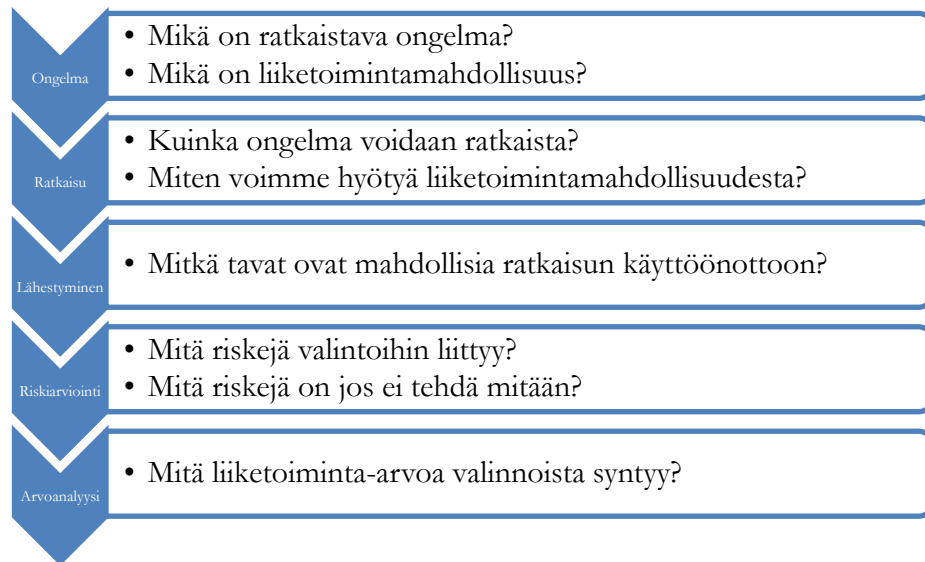 Ongelma
• Mikä on ratkaistava ongelma?
• Mikä on liiketoimintamahdollisuus?
Ratkaisu
• Kuinka ongelma voidaan ratkaista?
• Miten voimme hyötyä liiketoimintamahdollisuudesta?
Lähestyminen
• Mitkä tavat ovat mahdollisia ratkaisun käyttöönottoon?
Riskiarviointi
• Mitä riskejä valintoihin liittyy?
• Mitä riskejä on jos ei tehdä mitään?
Arvoanalyysi
• Mitä liiketoiminta-arvoa valinnoista syntyy?